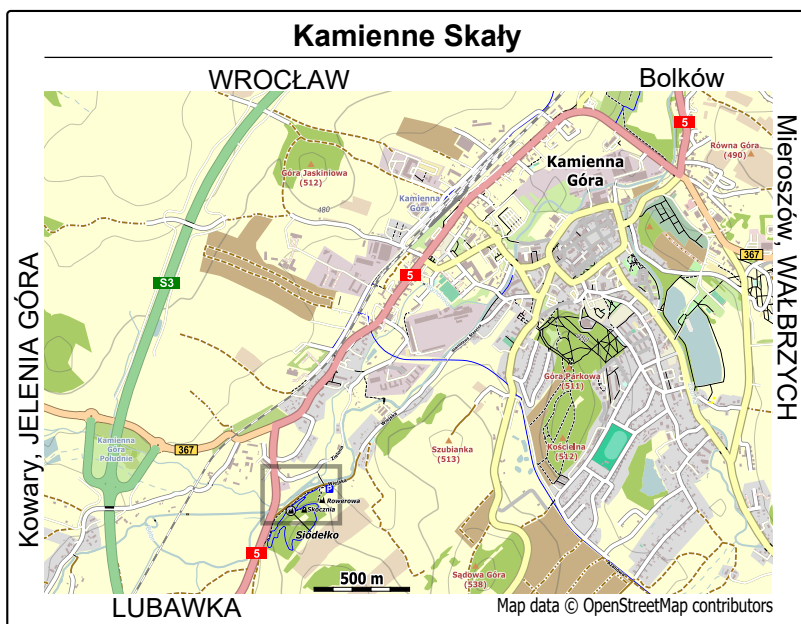 Kamienne Skały
WROCŁAW
Bolków
Mieroszów, WAŁBRZYCH
Kowary, JELENIA GÓRA
5
Równa Góra
(490)
Kamienna
Góra
Góra Jaskiniowa
(512)
480
Kamienna
Góra
367
S3
5
Góra Parkowa
(511)
Kościelna
(512)
Szubianka
(513)
Kamienna
Góra
Południe
367
Wiejska
Wiejska
P
Rowerowa
Skocznia
Siodełko
5
Sądowa Góra
(538)
500 m
LUBAWKA
Map data © OpenStreetMap contributors